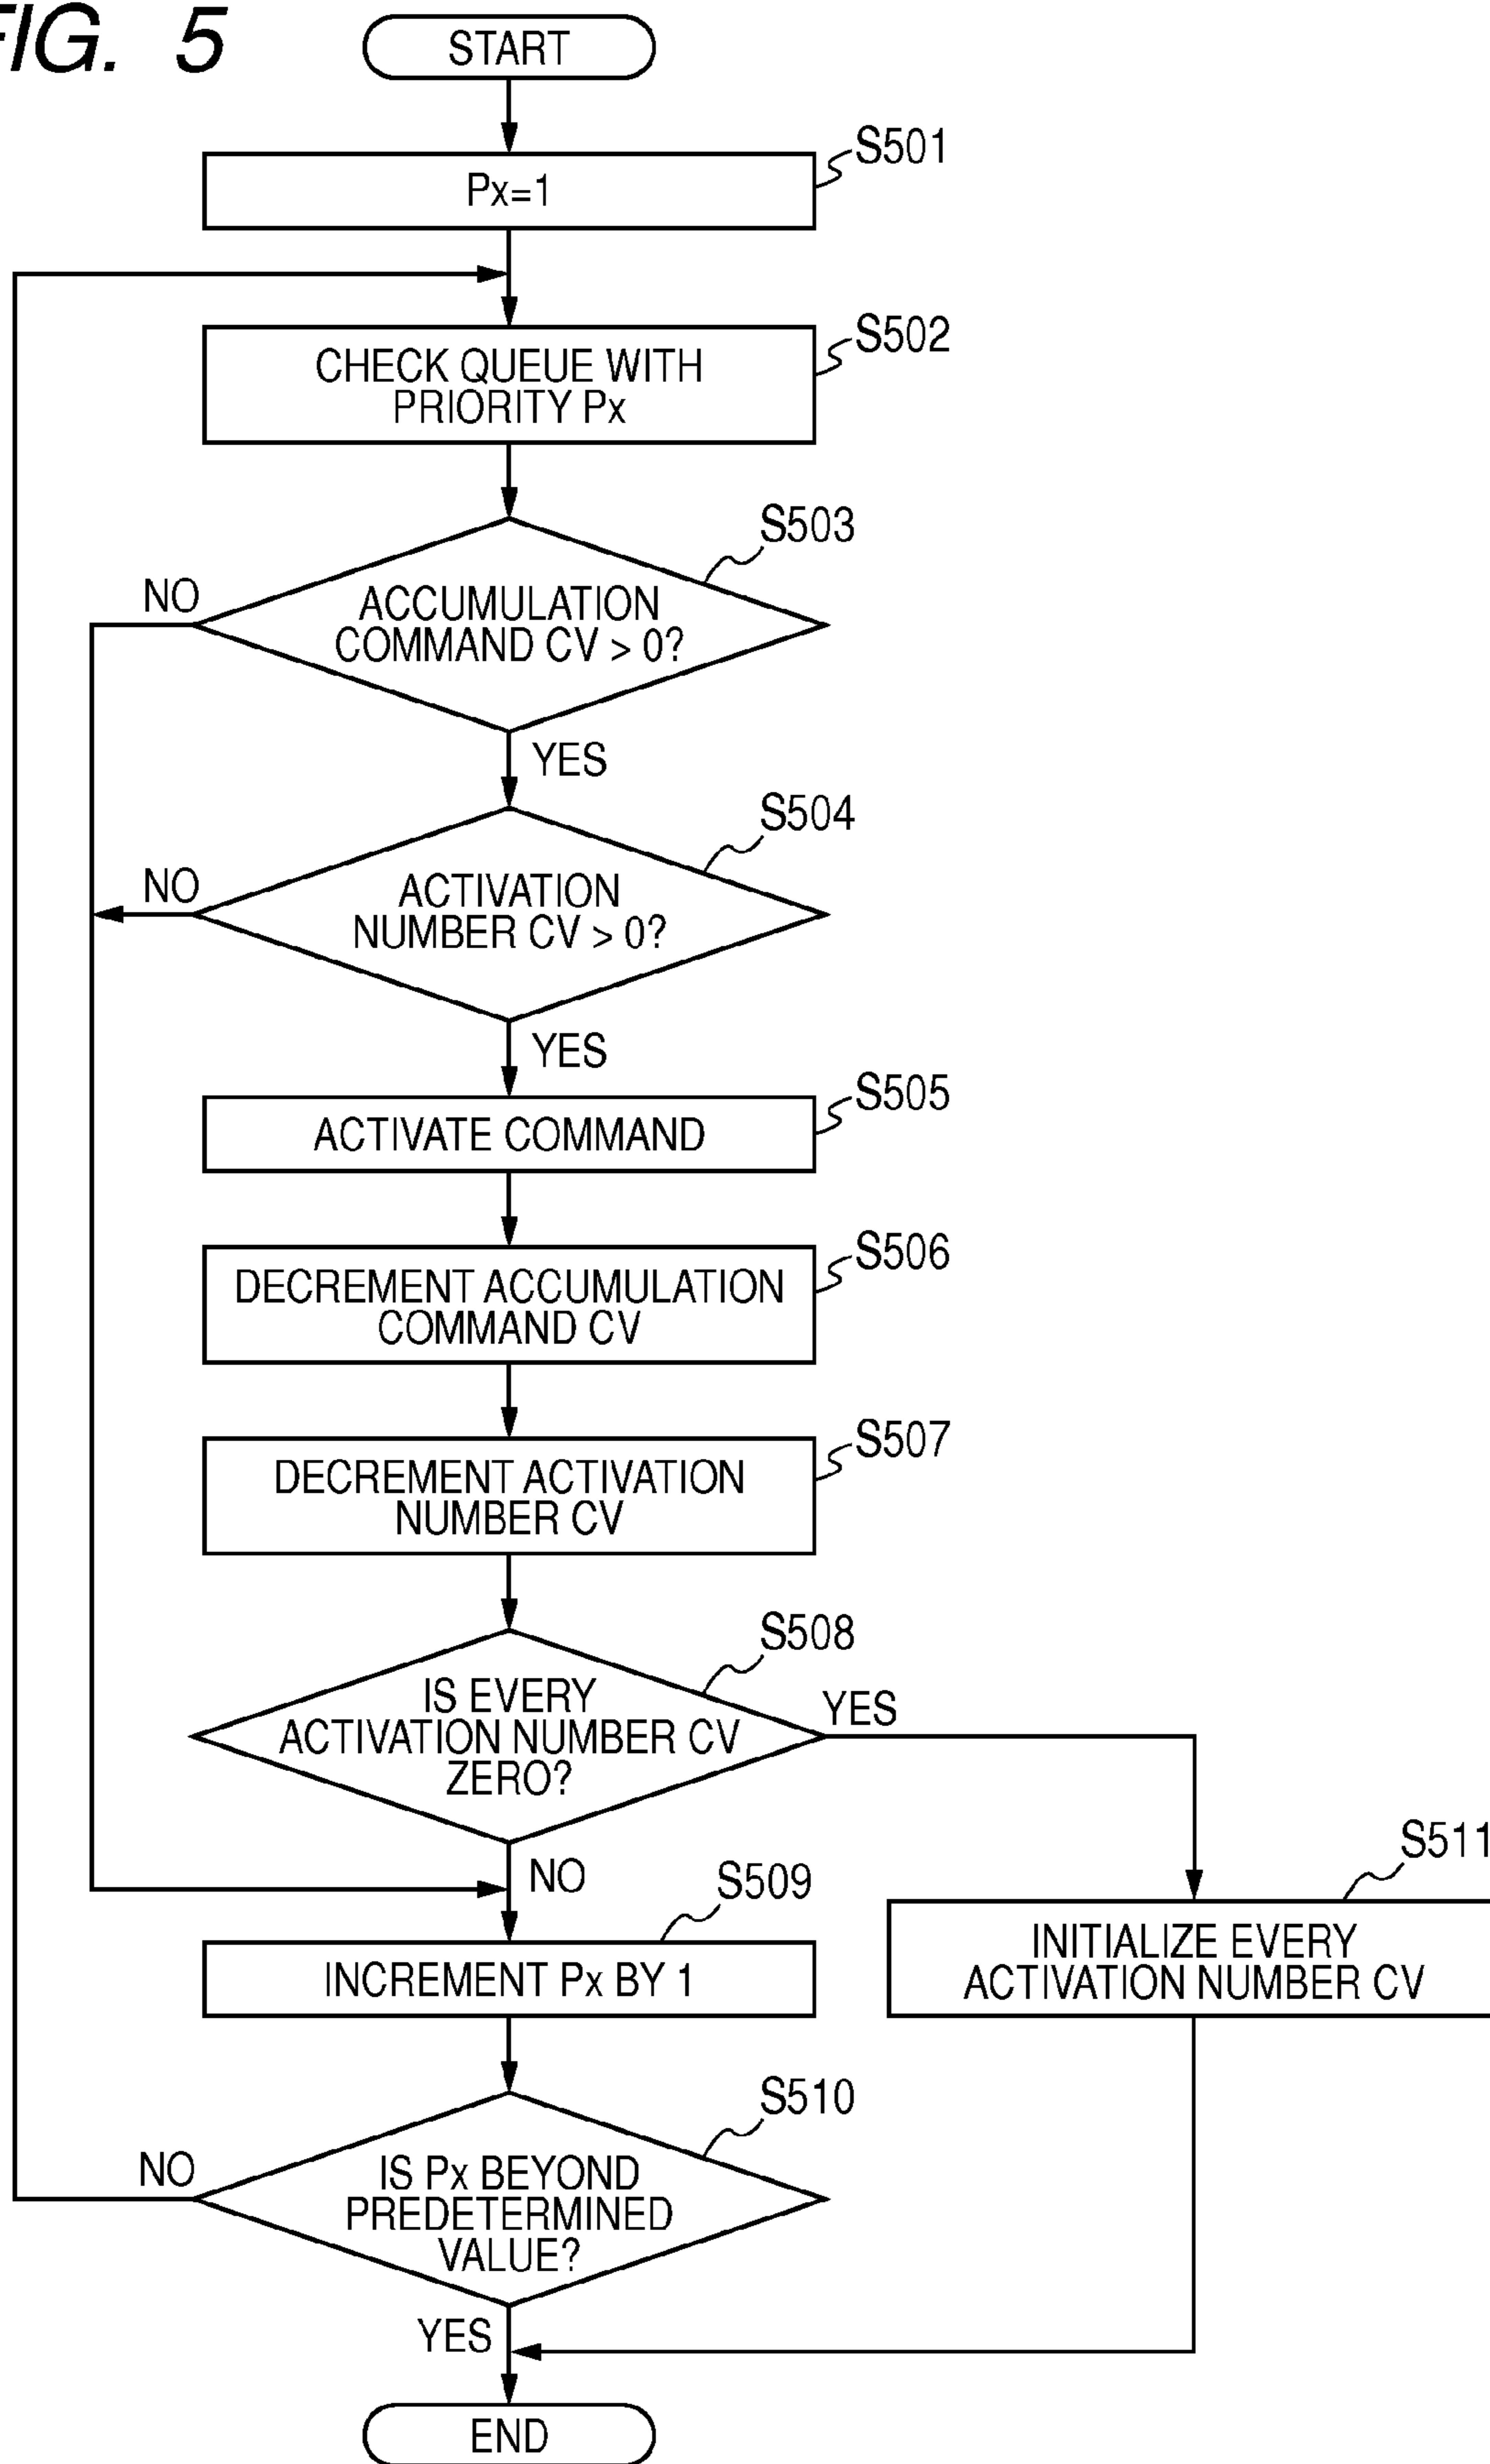 FIG. 5
START
S501
Px=1
S502
CHECK QUEUE WITH
PRIORITY Px
S503
NO
ACCUMULATION
COMMAND CV > 0?
YES
S504
NO
ACTIVATION
NUMBER CV > 0?
YES
S505
ACTIVATE COMMAND
S506
DECREMENT ACCUMULATION
COMMAND CV
S507
DECREMENT ACTIVATION
NUMBER CV
S508
IS EVERY
ACTIVATION NUMBER CV
ZERO?
YES
NO
S509
INCREMENT Px BY 1
S511
INITIALIZE EVERY
ACTIVATION NUMBER CV
S510
NO
IS Px BEYOND
PREDETERMINED
VALUE?
YES
END